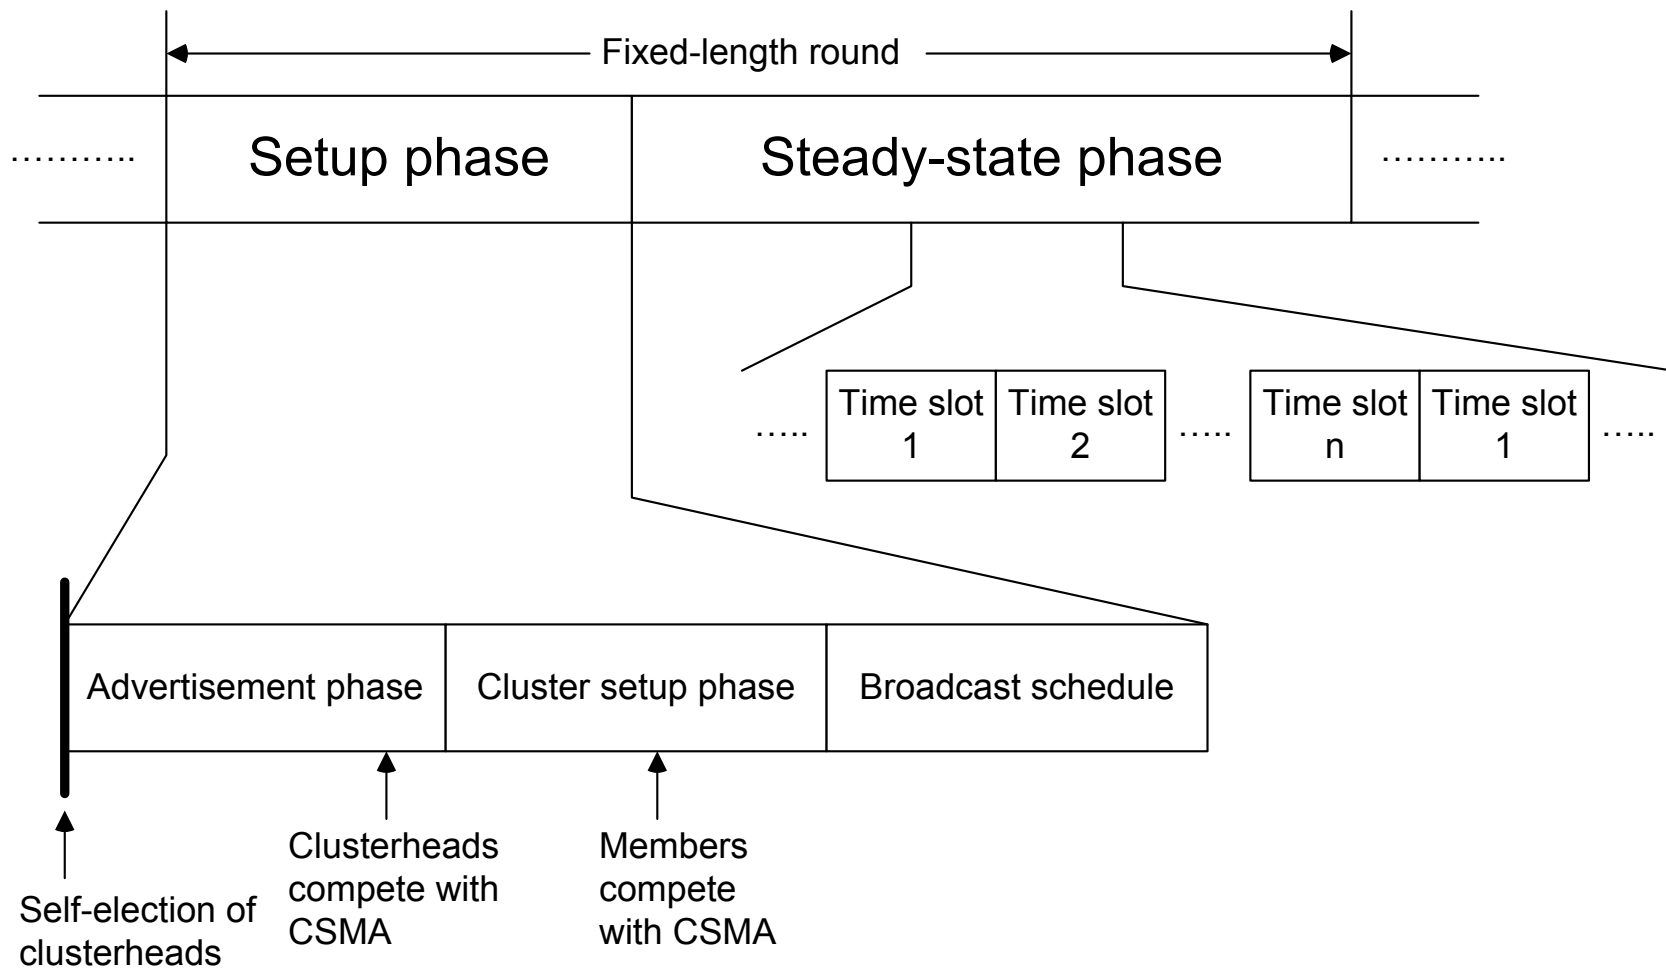 Fixed-length round
……….. Setup phase Steady-state phase ………..
Time slot 1
Time slot 2
Time slot n
Time slot 1
….. ….. …..
Advertisement phase
Cluster setup phase
Broadcast schedule
Self-election of
clusterheads
Clusterheads
compete with
CSMA
Members
compete
with CSMA